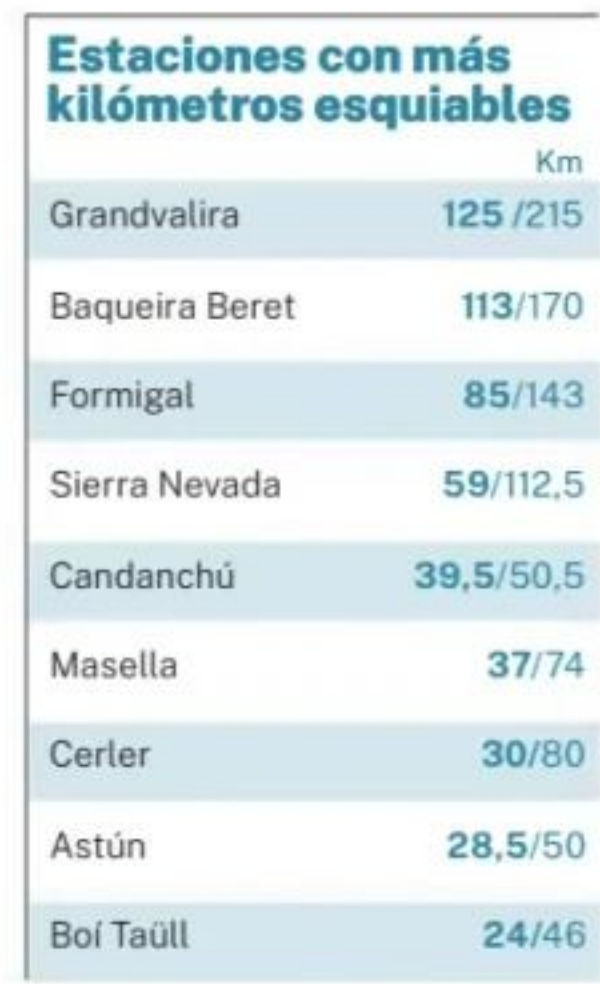 Estaciones con más
kilómetros esquiables
Km
Grandvalira 125 /215
Baqueira Beret 113/170
Formigal 85/143
Sierra Nevada 59/112,5
Candanchú 39,5/50,5
Masella 37/74
Cerler 30/80
Astún 28,5/50
Boí Taüll 24/46